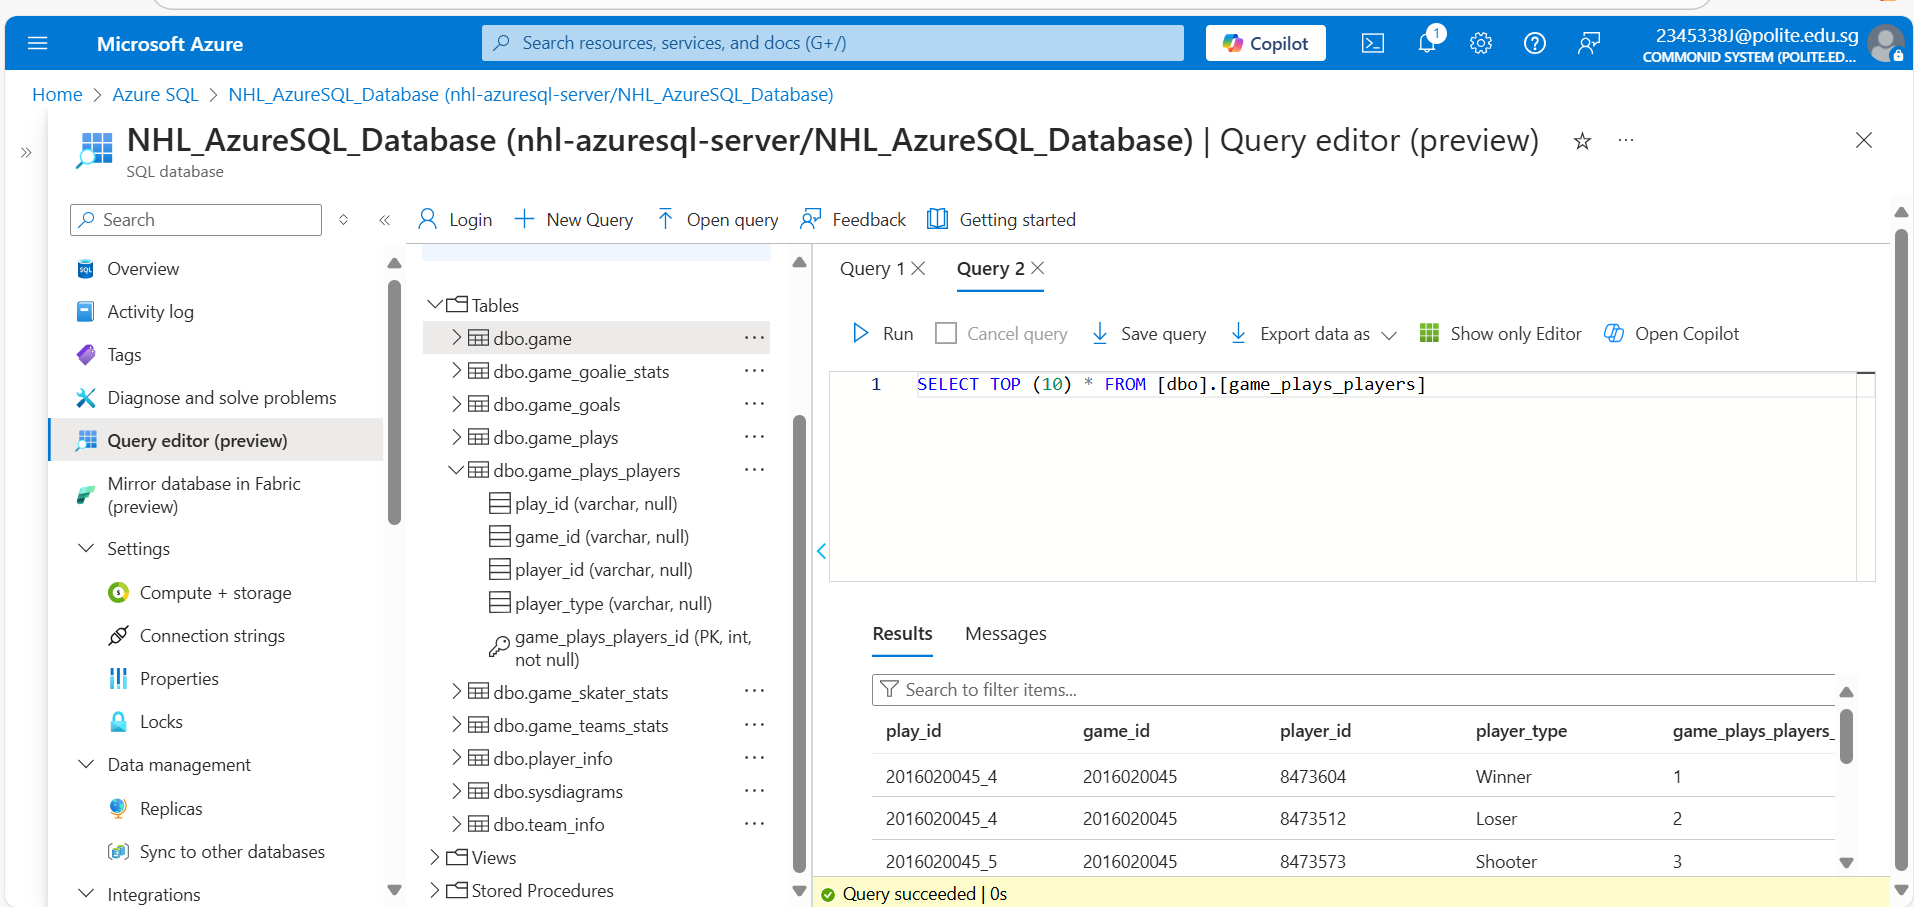 Microsoft Azure
Search resources, services, and docs (G+/)
Copilot
1
2345338J@polite.edu.sg
COMMONID SYSTEM (POLITE.ED...
Home > Azure SQL > NHL_AzureSQL_Database (nhl-azuresql-server/NHL_AzureSQL_Database)
NHL_AzureSQL_Database (nhl-azuresql-server/NHL_AzureSQL_Database) | Query editor (preview)
SQL database
Search
Overview
Activity log
Tags
Diagnose and solve problems
Query editor (preview)
Mirror database in Fabric
(preview)
Settings
Compute + storage
Connection strings
Properties
Locks
Data management
Replicas
Sync to other databases
Integrations
Login
New Query
Open query
Feedback
Getting started
Tables
dbo.game
dbo.game_goalie_stats
dbo.game_goals
dbo.game_plays
dbo.game_plays_players
play_id (varchar, null)
game_id (varchar, null)
player_id (varchar, null)
player_type (varchar, null)
game_plays_players_id (PK, int,
not null)
dbo.game_skater_stats
dbo.game_teams_stats
dbo.player_info
dbo.sysdiagrams
dbo.team_info
Views
Stored Procedures
Query 1
Query 2
Run
Cancel query
Save query
Export data as
Show only Editor
Open Copilot
1 SELECT TOP (10) * FROM [dbo].[game_plays_players]
Results
Messages
Search to filter items...
play_id game_id player_id player_type game_plays_players_
2016020045_4 2016020045 8473604 Winner 1
2016020045_4 2016020045 8473512 Loser 2
2016020045_5 2016020045 8473573 Shooter 3
Query succeeded | 0s